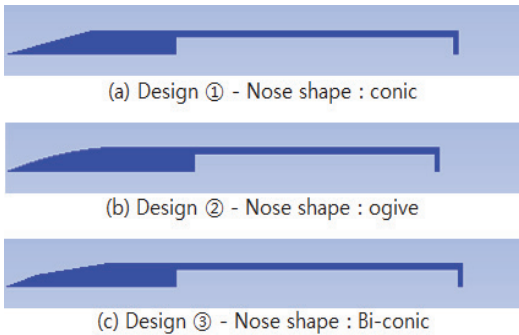 (a) Design ① - Nose shape : conic
(b) Design ② - Nose shape : ogive
(c) Design ③ - Nose shape : Bi-conic